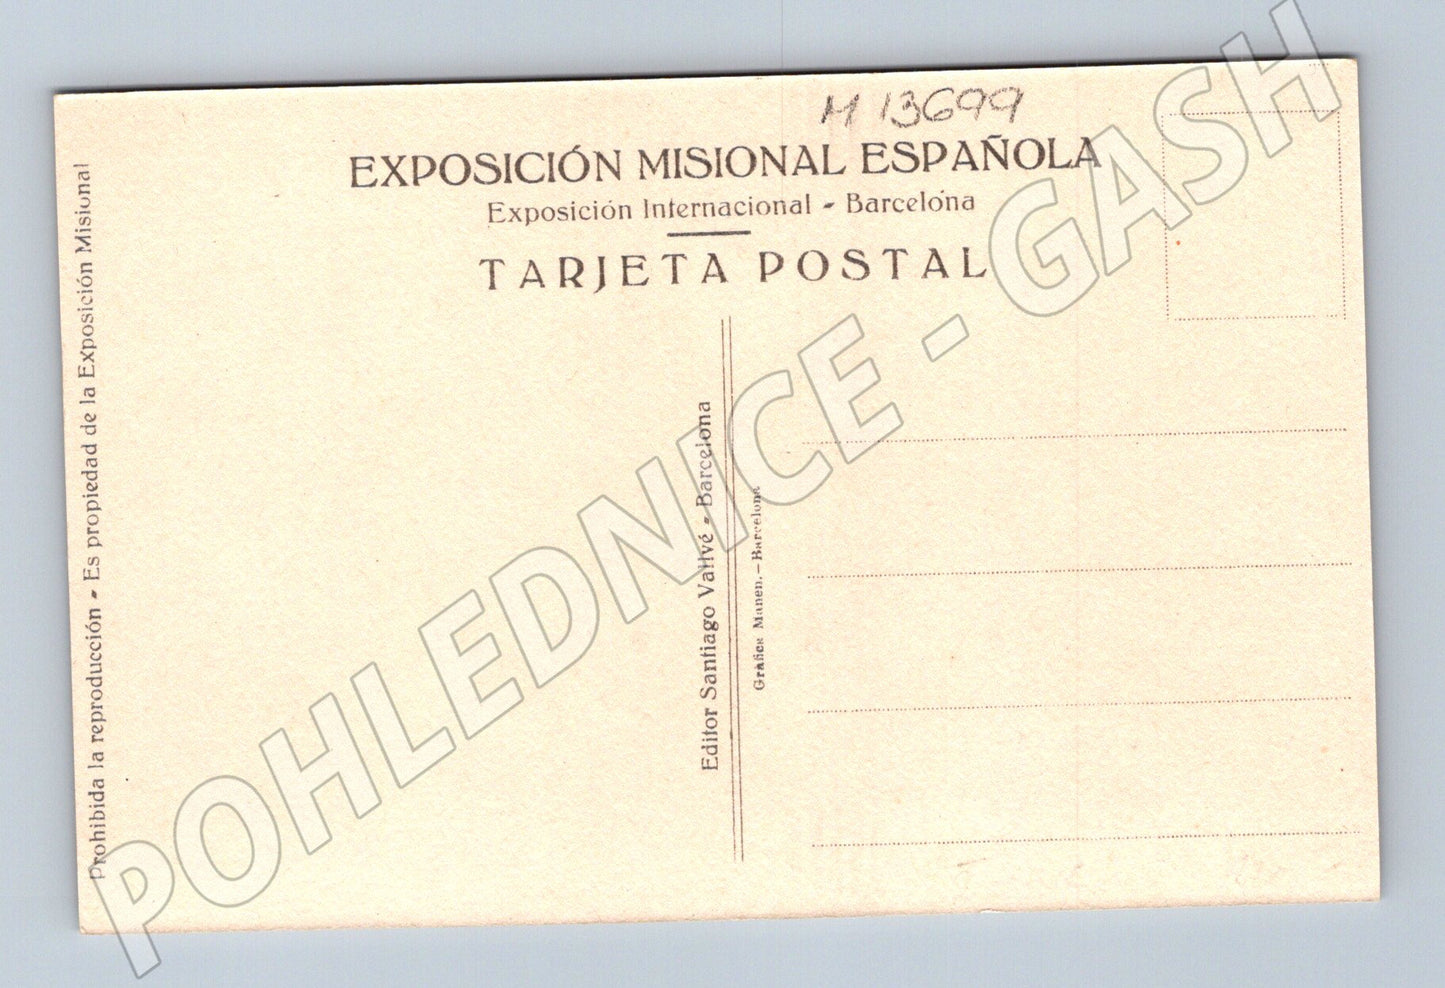 M 13699
EXPOSICIÓN MISIONAL ESPAÑOLA
Exposición Internacional - Barcelona
TARJETA POSTAL
Prohibida la reproducción - Es propiedad de la Exposición Misional
Editor Santiago Vallvé - Barcelona
Gráficas Manen. - Barcelona
POHLEDNICE - GASH